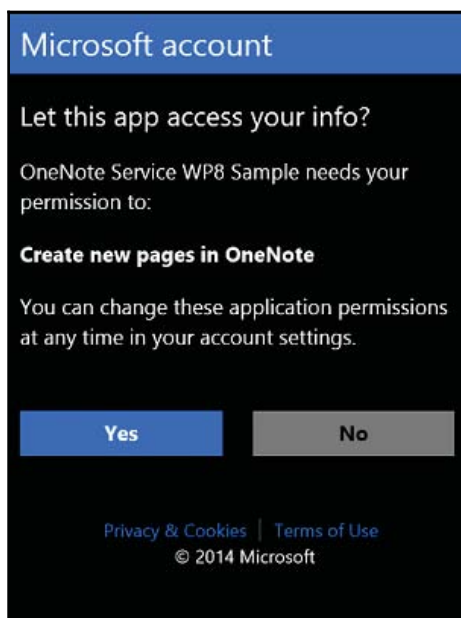 Microsoft account
Let this app access your info?
OneNote Service WP8 Sample needs your
permission to:
Create new pages in OneNote
You can change these application permissions
at any time in your account settings.
Yes No
Privacy & Cookies | Terms of Use
© 2014 Microsoft